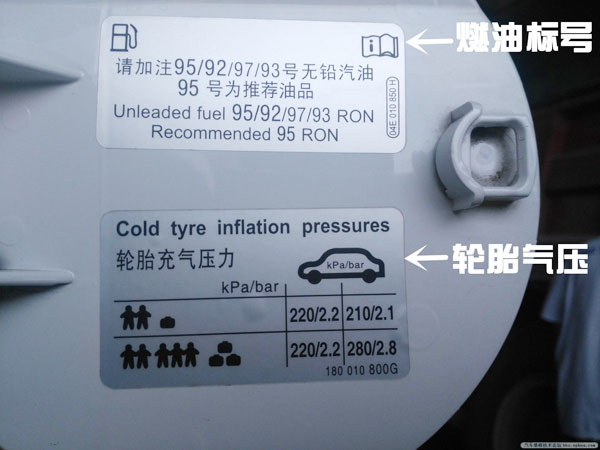 燃油标号
请加注95/92/97/93号无铅汽油
95 号为推荐油品
Unleaded fuel 95/92/97/93 RON
Recommended 95 RON
04E 010 850 H
轮胎气压
Cold tyre inflation pressures
轮胎充气压力
kPa/bar
kPa/bar
220/2.2 210/2.1
220/2.2 280/2.8
180 010 800G